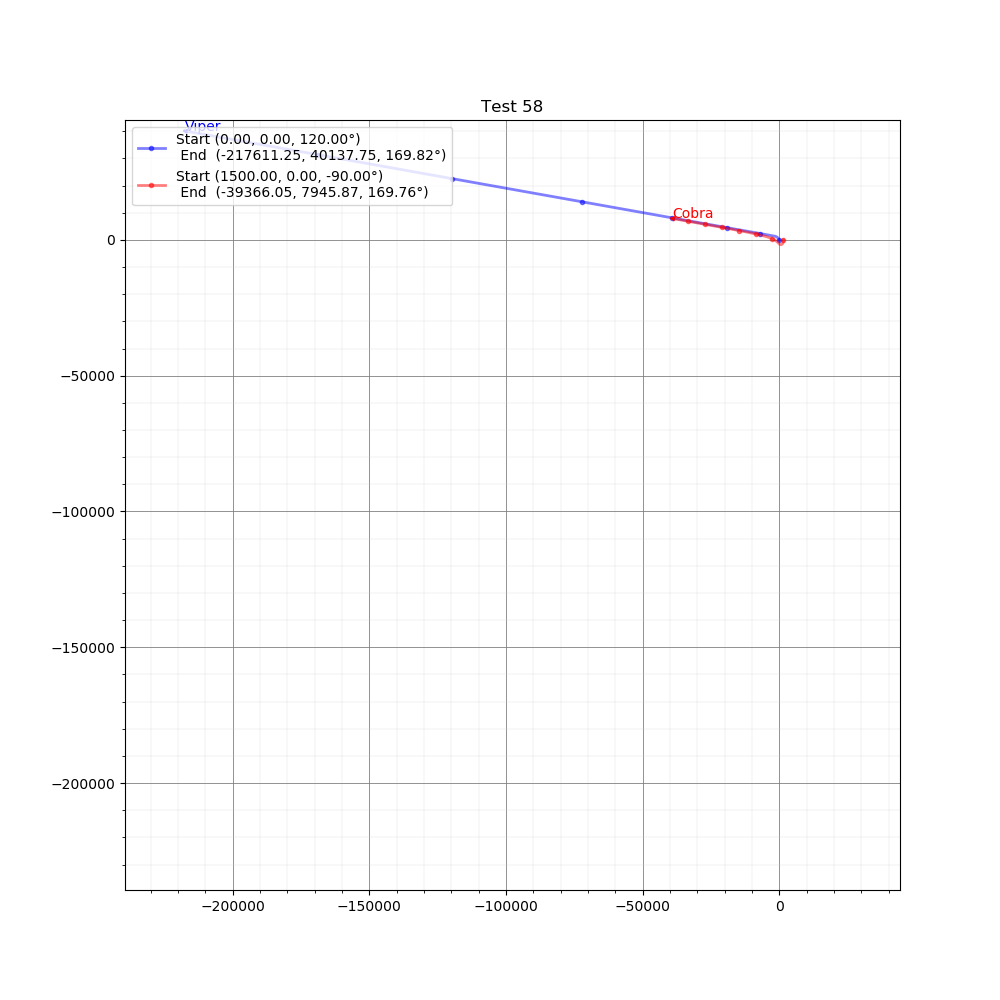 Test 58
Viper
Start (0.00, 0.00, 120.00°)
End  (-217611.25, 40137.75, 169.82°)
Start (1500.00, 0.00, -90.00°)
End  (-39366.05, 7945.87, 169.76°)
Cobra
0
−50000
−100000
−150000
−200000
−200000 −150000 −100000 −50000 0